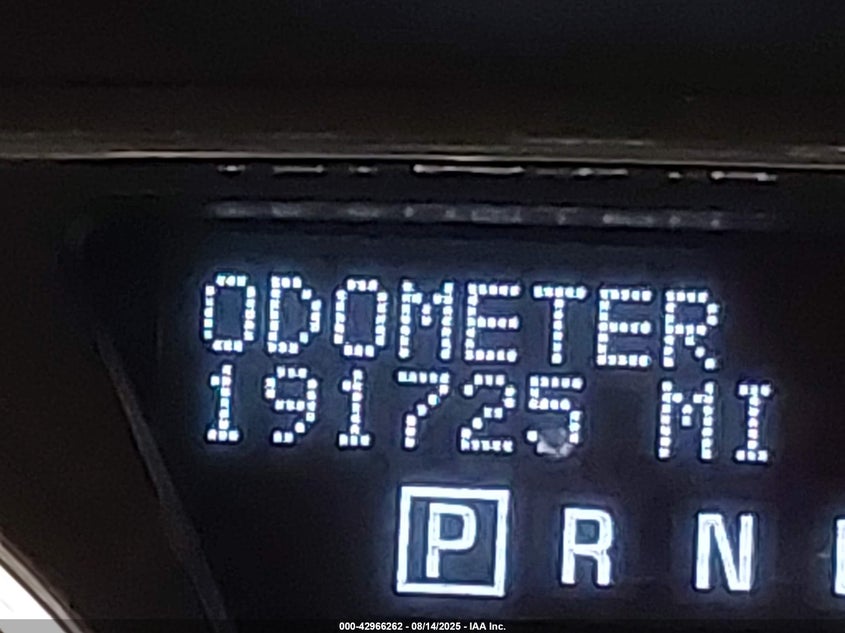 ODOMETER
191725 MI
P R N
000-42966262 - 08/14/2025 - IAA Inc.